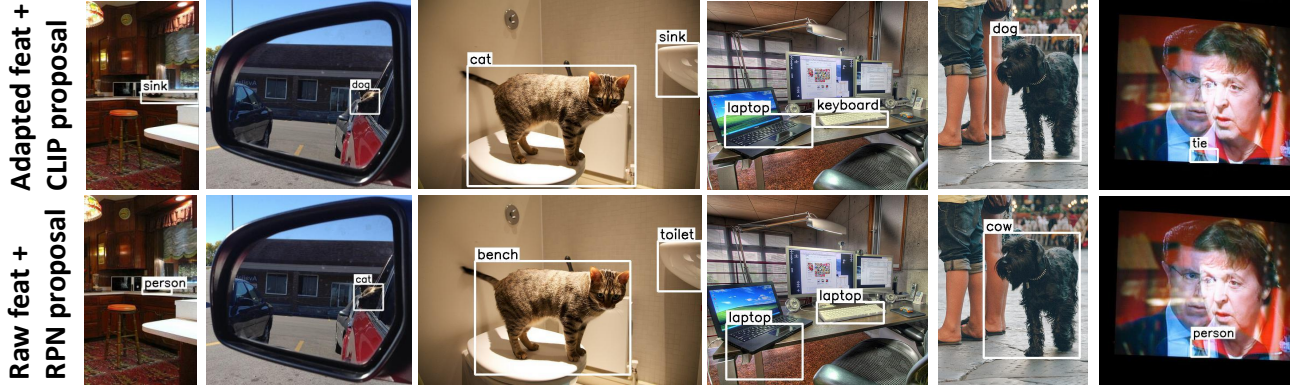 Adapted feat +
CLIP proposal
sink
dog
cat
sink
laptop
keyboard
dog
tie
Raw feat +
RPN proposal
person
cat
bench
toilet
laptop
laptop
cow
person